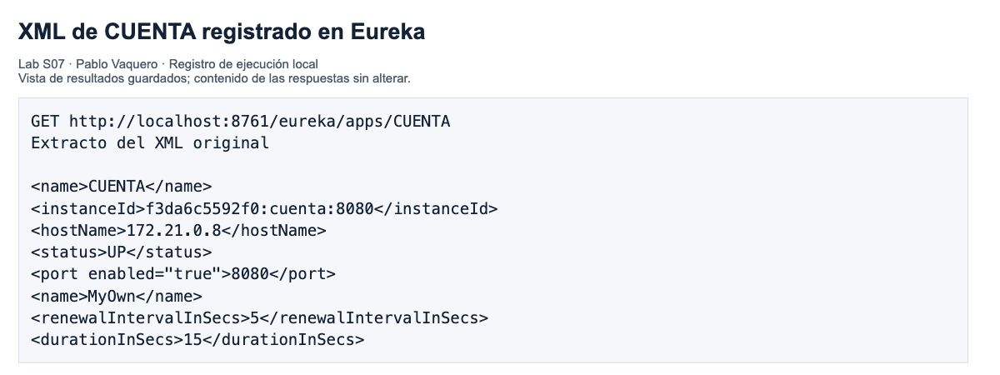 XML de CUENTA registrado en Eureka
Lab S07 · Pablo Vaquero · Registro de ejecución local
Vista de resultados guardados; contenido de las respuestas sin alterar.
GET http://localhost:8761/eureka/apps/CUENTA
Extracto del XML original
<name>CUENTA</name>
<instanceId>f3da6c5592f0:cuenta:8080</instanceId>
<hostName>172.21.0.8</hostName>
<status>UP</status>
<port enabled="true">8080</port>
<name>MyOwn</name>
<renewalIntervalInSecs>5</renewalIntervalInSecs>
<durationInSecs>15</durationInSecs>